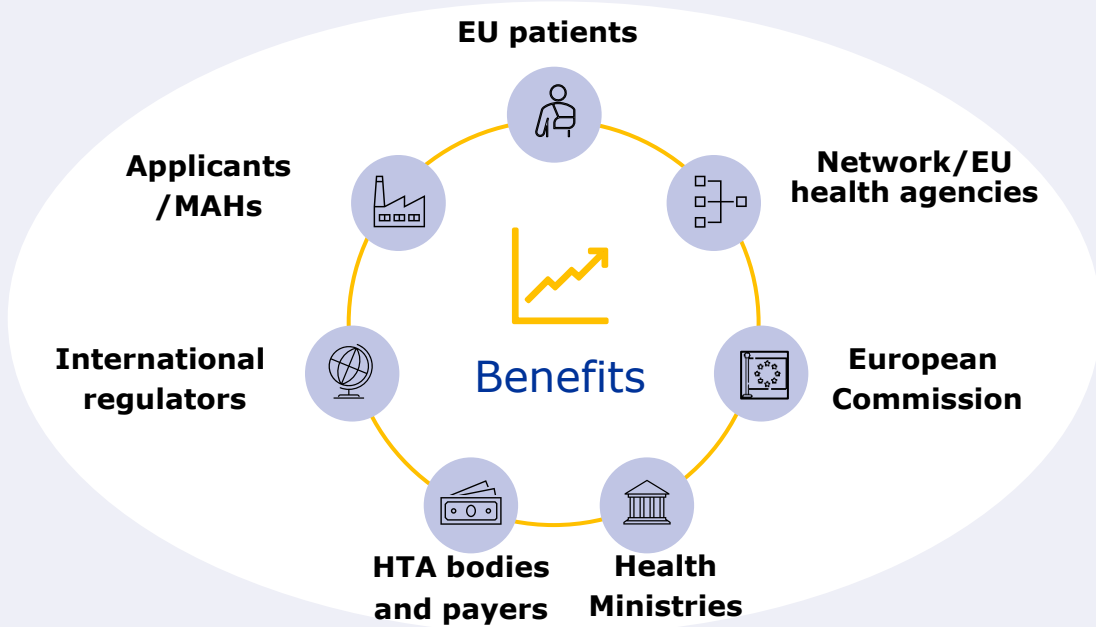 EU patients
Network/EU
health agencies
European
Commission
Health
Ministries
HTA bodies
and payers
International
regulators
Applicants
/MAHs
Benefits